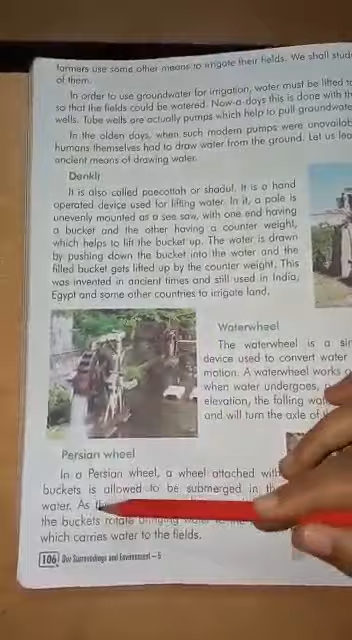 farmers use some other means to irrigate their fields. We shall
of them.
In order to use groundwater for irrigation, water must be lifted
so that the fields could be watered. Now-a-days this is done with
wells. Tube wells are actually pumps which help to pull groundwater
In the olden days, when such modern pumps were
humans themselves had to draw water from the ground. Let us
ancient means of drawing water.
Denkli
It is also called paecottah or shaduf. It is a hand
operated device used for lifting water. In it, a pole is
unevenly mounted as a see saw, with one end having
a bucket and the other having a counter weight,
which helps to lift the bucket up. The water is drawn
by pushing down the bucket into the water and the
filled bucket gets lifted up by the counter weight. This
was invented in ancient times and still used in India,
Egypt and some other countries to irrigate land.
Waterwheel
The waterwheel is a
device used to convert water
motion. A waterwheel works
when water undergoes,
elevation, the falling
and will turn the axle of
Persian wheel
In a Persian wheel, a wheel attached with
buckets is allowed to be submerged in
water. As
the buckets rotate bringing water to the
which carries water to the fields.
106 Our Surroundings and Environment – 5